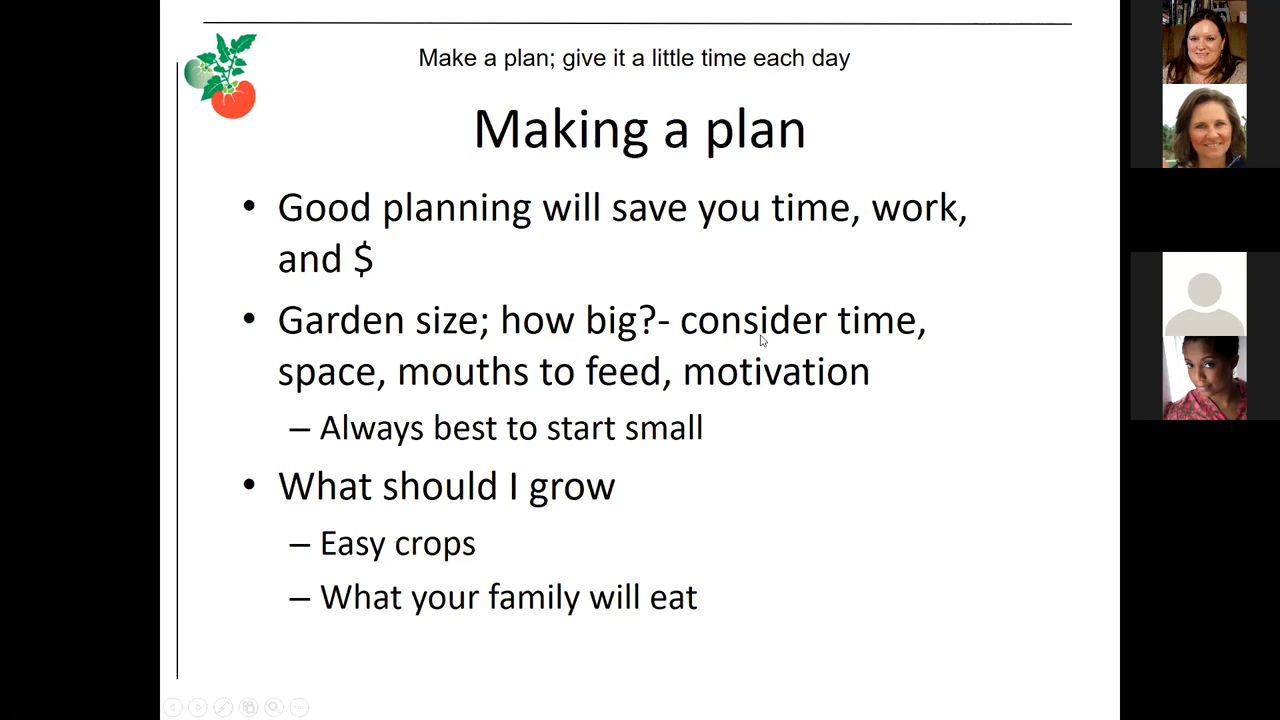 Make a plan; give it a little time each day
Making a plan
• Good planning will save you time, work,
and $
• Garden size; how big?- consider time,
space, mouths to feed, motivation
– Always best to start small
• What should I grow
– Easy crops
– What your family will eat